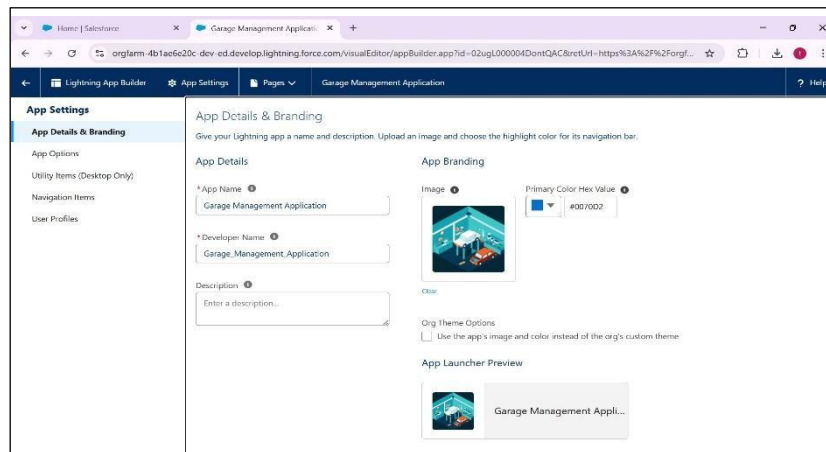 Home | Salesforce
Garage Management Applicatio
orgfarm-4b1ae6e20c-dev-ed.develop.lightning.force.com/visualEditor/appBuilder.app?id=02ugL000004DontQAC&retUrl=https%3A%2F%2Forgf...
Lightning App Builder
App Settings
Pages
Garage Management Application
? Help
App Settings
App Details & Branding
App Options
Utility Items (Desktop Only)
Navigation Items
User Profiles
App Details & Branding
Give your Lightning app a name and description. Upload an image and choose the highlight color for its navigation bar.
App Details
*App Name
Garage Management Application
*Developer Name
Garage_Management_Application
Description
Enter a description...
App Branding
Image
Primary Color Hex Value
#0070D2
Clear
Org Theme Options
Use the app's image and color instead of the org's custom theme
App Launcher Preview
Garage Management Appli...